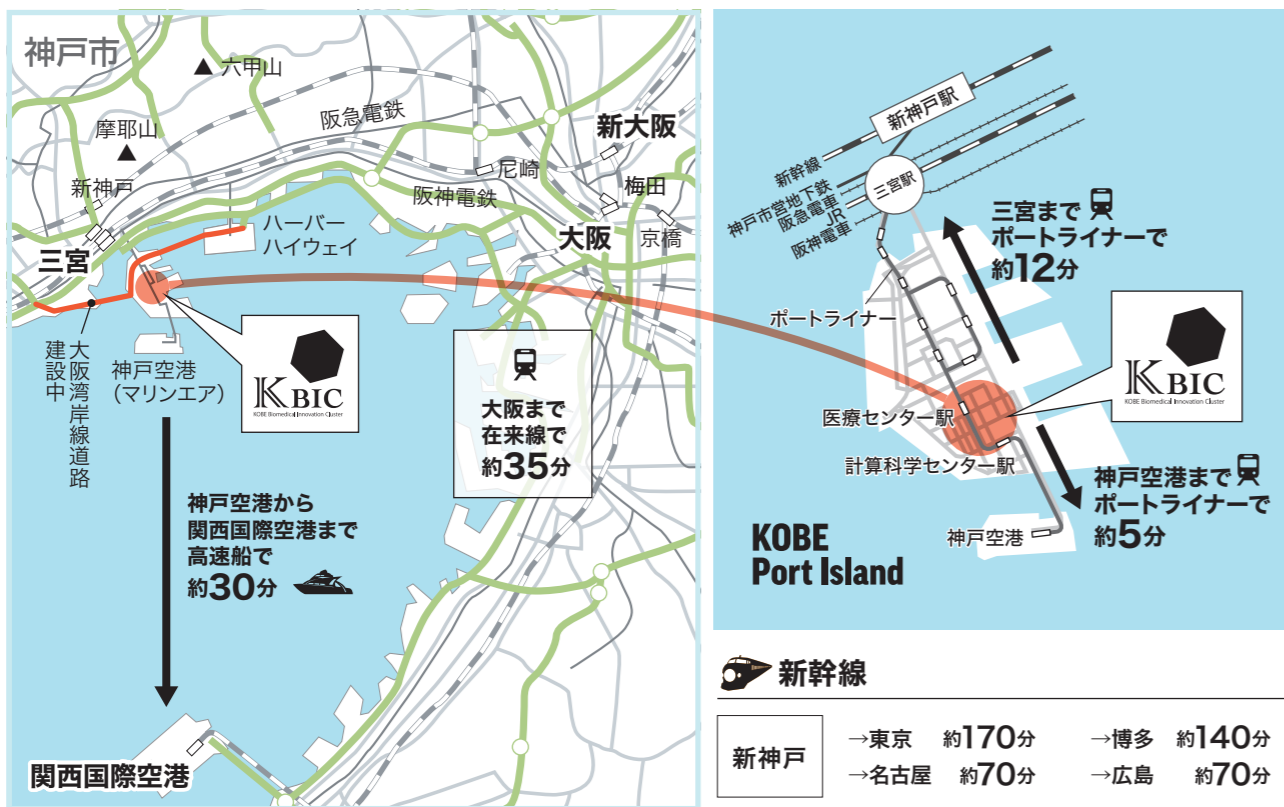 神戸市
六甲山
摩耶山
阪急電鉄
新大阪
尼崎
梅田
新神戸
阪神電鉄
ハーバー
ハイウェイ
大阪
京橋
三宮
大阪湾岸線道路
建設中
神戸空港
(マリンエア)
KBIC
KOBE Biomedical Innovation Cluster
大阪まで
在来線で
約35分
神戸空港から
関西国際空港まで
高速船で
約30分
関西国際空港
新神戸駅
三宮駅
新幹線
神戸市営地下鉄
阪急電車
JR
阪神電車
三宮まで
ポートライナーで
約12分
ポートライナー
KBIC
KOBE Biomedical Innovation Cluster
医療センター駅
計算科学センター駅
神戸空港まで
ポートライナーで
約5分
神戸空港
KOBE
Port Island
新幹線
新神戸
→東京 約170分
→博多 約140分
→名古屋 約70分
→広島 約70分